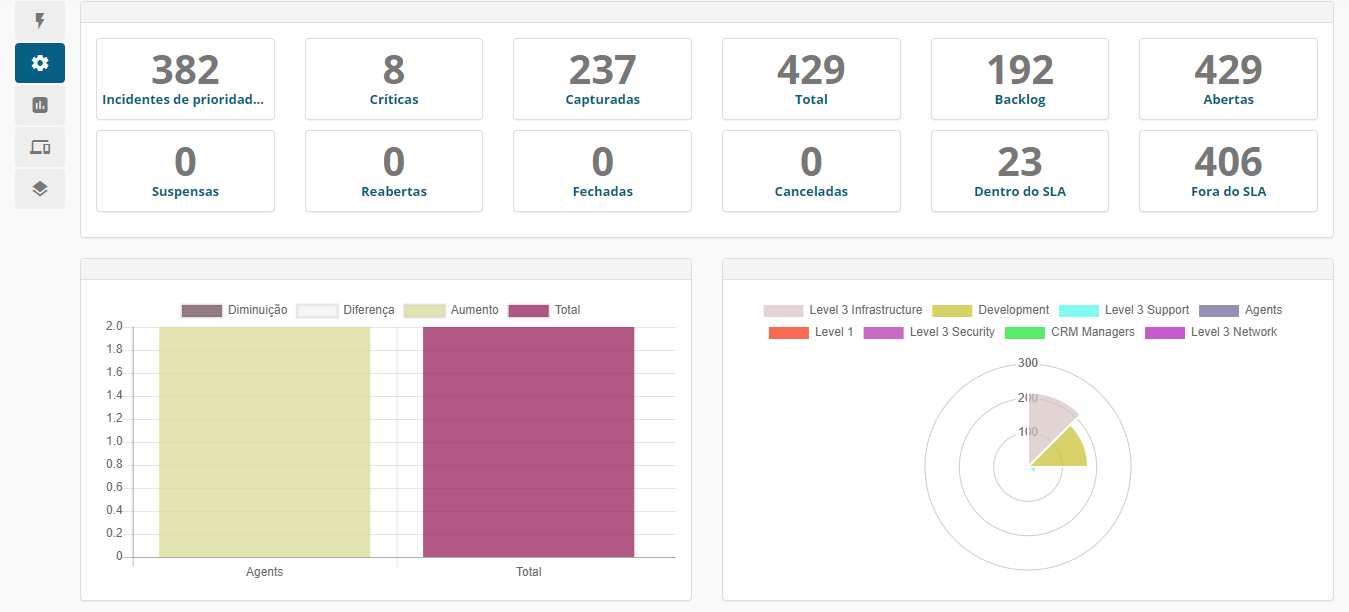 382
Incidentes de prioridad...
8
Críticas
237
Capturadas
429
Total
192
Backlog
429
Abertas
0
Suspensas
0
Reabertas
0
Fechadas
0
Canceladas
23
Dentro do SLA
406
Fora do SLA
Diminuição Diferença Aumento Total
2.0
1.8
1.6
1.4
1.2
1.0
0.8
0.6
0.4
0.2
0
Agents Total
Level 3 Infrastructure Development Level 3 Support Agents
Level 1 Level 3 Security CRM Managers Level 3 Network
300
200
100